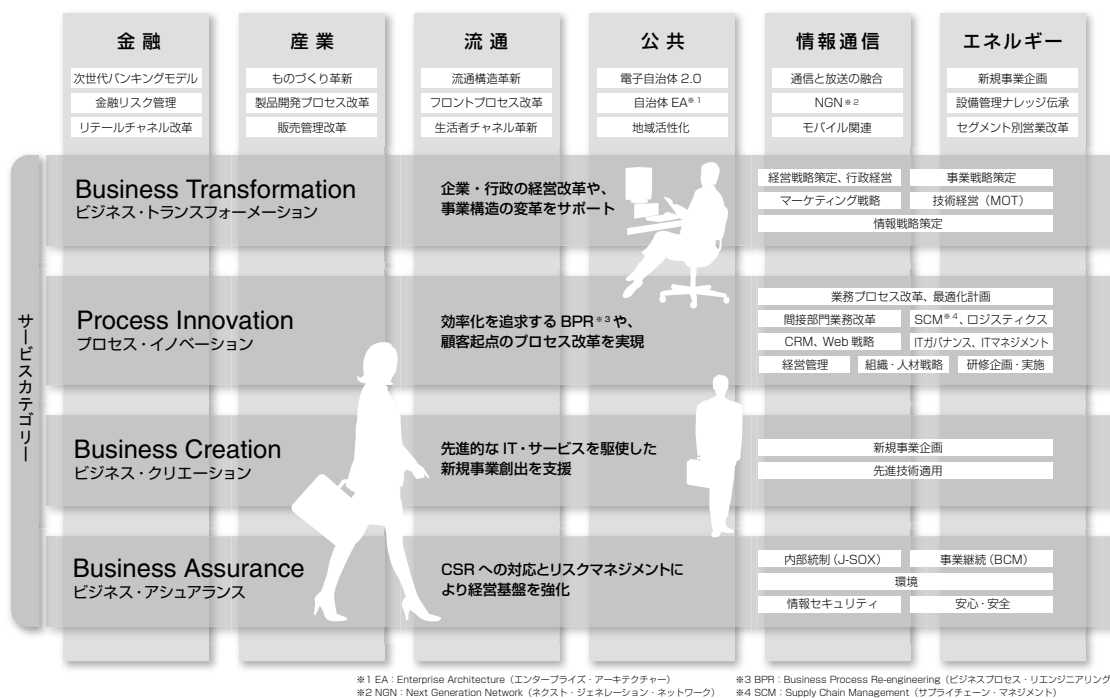 金融
産業
流通
公共
情報通信
エネルギー
次世代バンキングモデル
金融リスク管理
リテールチャネル改革
ものづくり革新
製品開発プロセス改革
販売管理改革
流通構造革新
フロントプロセス改革
生活者チャネル革新
電子自治体 2.0
自治体 EA※1
地域活性化
通信と放送の融合
NGN※2
モバイル関連
新規事業企画
設備管理ナレッジ伝承
セグメント別営業改革
サービスカテゴリー
Business Transformation
ビジネス・トランスフォーメーション
企業・行政の経営改革や、
事業構造の変革をサポート
経営戦略策定、行政経営
事業戦略策定
マーケティング戦略
技術経営（MOT）
情報戦略策定
Process Innovation
プロセス・イノベーション
効率化を追求する BPR※3 や、
顧客起点のプロセス改革を実現
業務プロセス改革、最適化計画
間接部門業務改革
SCM※4、ロジスティクス
CRM、Web 戦略
ITガバナンス、ITマネジメント
経営管理
組織・人材戦略
研修企画・実施
Business Creation
ビジネス・クリエーション
先進的な IT・サービスを駆使した
新規事業創出を支援
新規事業企画
先進技術適用
Business Assurance
ビジネス・アシュアランス
CSR への対応とリスクマネジメントに
より経営基盤を強化
内部統制（J-SOX）
事業継続（BCM）
環境
情報セキュリティ
安心・安全
※1 EA：Enterprise Architecture（エンタープライズ・アーキテクチャー）
※2 NGN：Next Generation Network（ネクスト・ジェネレーション・ネットワーク）
※3 BPR：Business Process Re-engineering（ビジネスプロセス・リエンジニアリング
※4 SCM：Supply Chain Management（サプライチェーン・マネジメント）